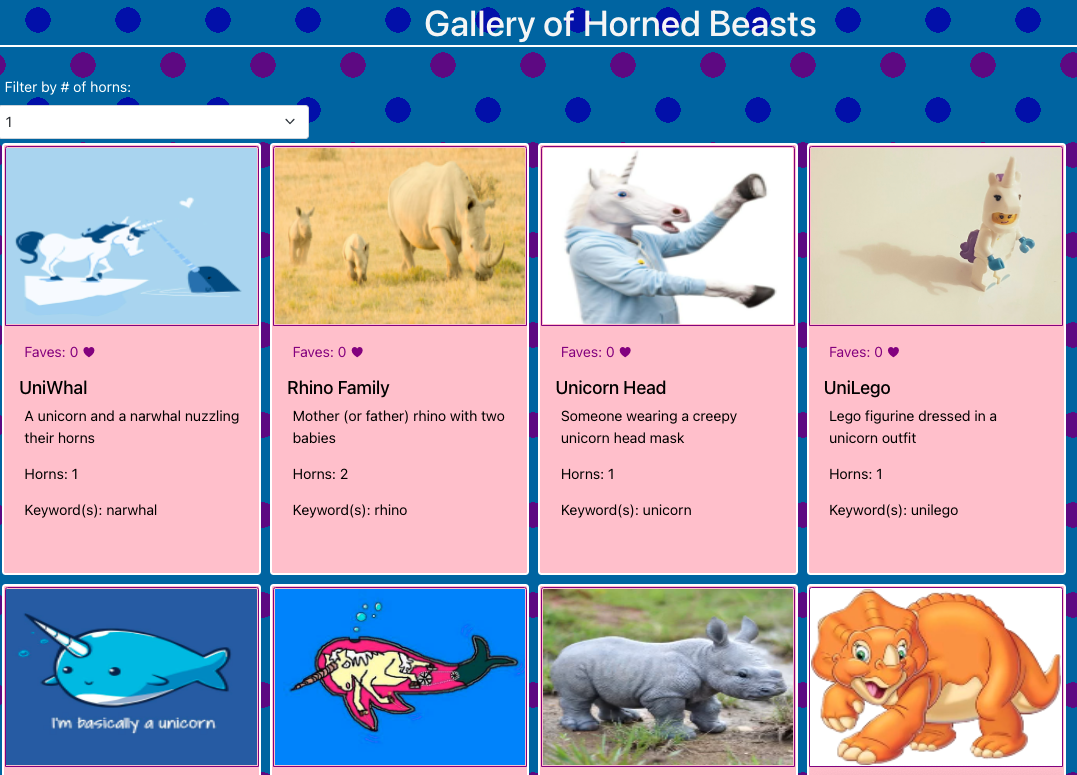 Gallery of Horned Beasts
Filter by # of horns:
1
Faves: 0
UniWhal
A unicorn and a narwhal nuzzling
their horns
Horns: 1
Keyword(s): narwhal
Faves: 0
Rhino Family
Mother (or father) rhino with two
babies
Horns: 2
Keyword(s): rhino
Faves: 0
Unicorn Head
Someone wearing a creepy
unicorn head mask
Horns: 1
Keyword(s): unicorn
Faves: 0
UniLego
Lego figurine dressed in a
unicorn outfit
Horns: 1
Keyword(s): unilego
I'm basically a unicorn